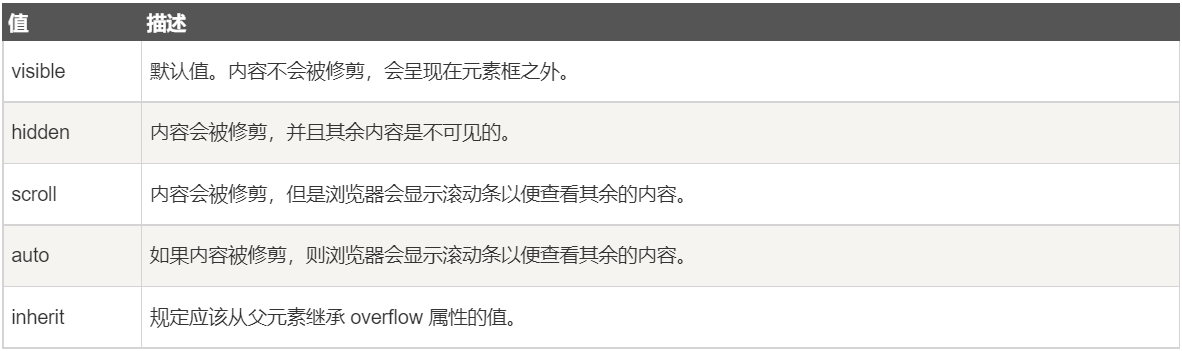 值 描述
visible 默认值。内容不会被修剪，会呈现在元素框之外。
hidden 内容会被修剪，并且其余内容是不可见的。
scroll 内容会被修剪，但是浏览器会显示滚动条以便查看其余的内容。
auto 如果内容被修剪，则浏览器会显示滚动条以便查看其余的内容。
inherit 规定应该从父元素继承 overflow 属性的值。